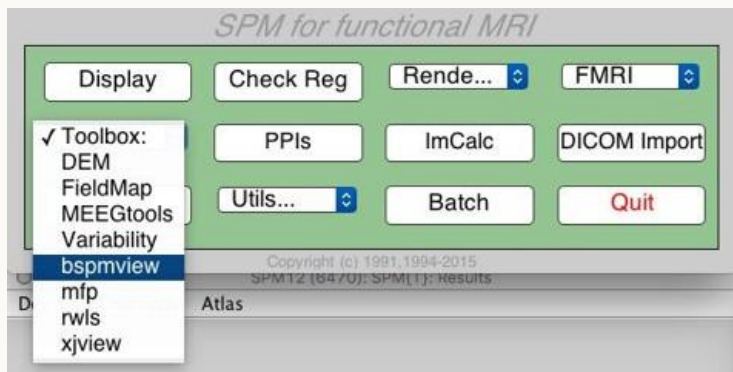 SPM for functional MRI
Display Check Reg Rende... FMRI
✓ Toolbox: PPIs ImCalc DICOM Import
DEM
FieldMap
MEEGtools
Utils... Batch Quit
Variability
bspmview
Copyright (c) 1991,1994-2015
SPM12 (6470): SPM{T}: Results
mfp
Atlas
rwls
xjview